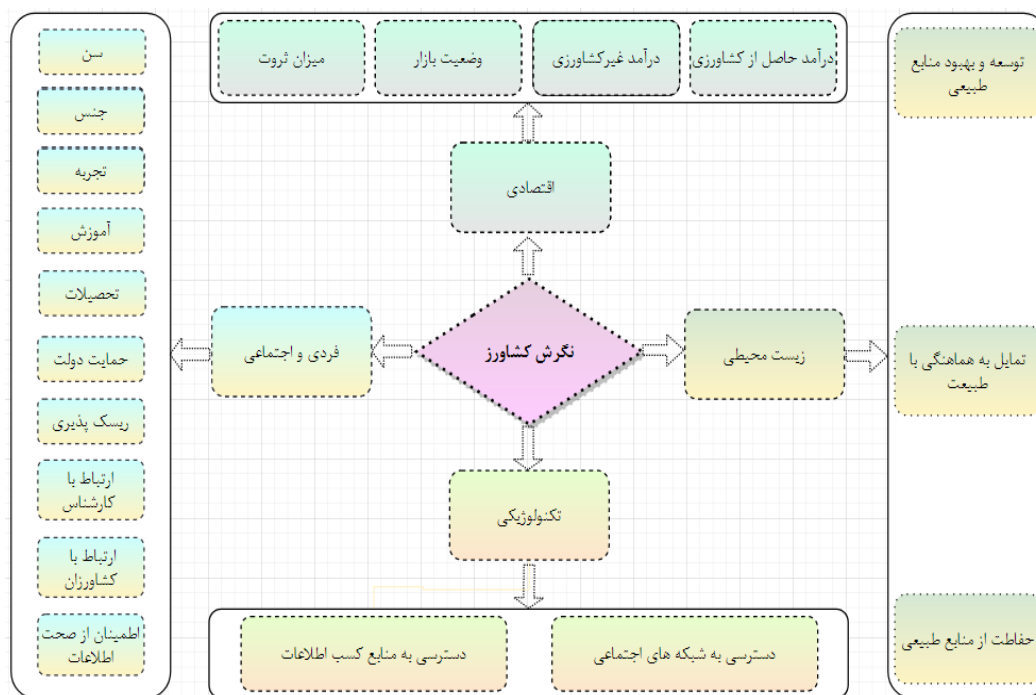 درآمد حاصل از کشاورزی
درآمد غیرکشاورزی
وضعیت بازار
میزان ثروت
اقتصادی
نگرش کشاورز
زیست محیطی
توسعه و بهبود منابع
طبیعی
تمایل به هماهنگی با
طبیعت
حفاطت از منابع طبیعی
فردی و اجتماعی
سن
جنس
تجربه
آموزش
تحصیلات
حمایت دولت
ریسک پذیری
ارتباط با
کارشناس
ارتباط با
کشاورزان
اطمینان از صحت
اطلاعات
تکنولوژیکی
دسترسی به شبکه های اجتماعی
دسترسی به منابع کسب اطلاعات